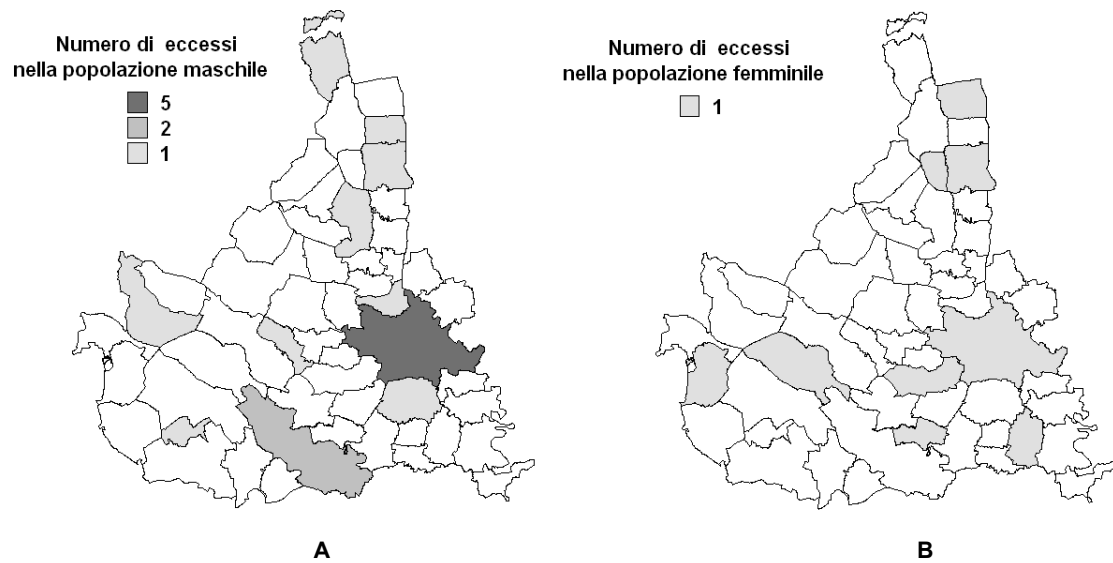 Numero di eccessi
nella popolazione maschile
5
2
1
Numero di eccessi
nella popolazione femminile
1
A
B